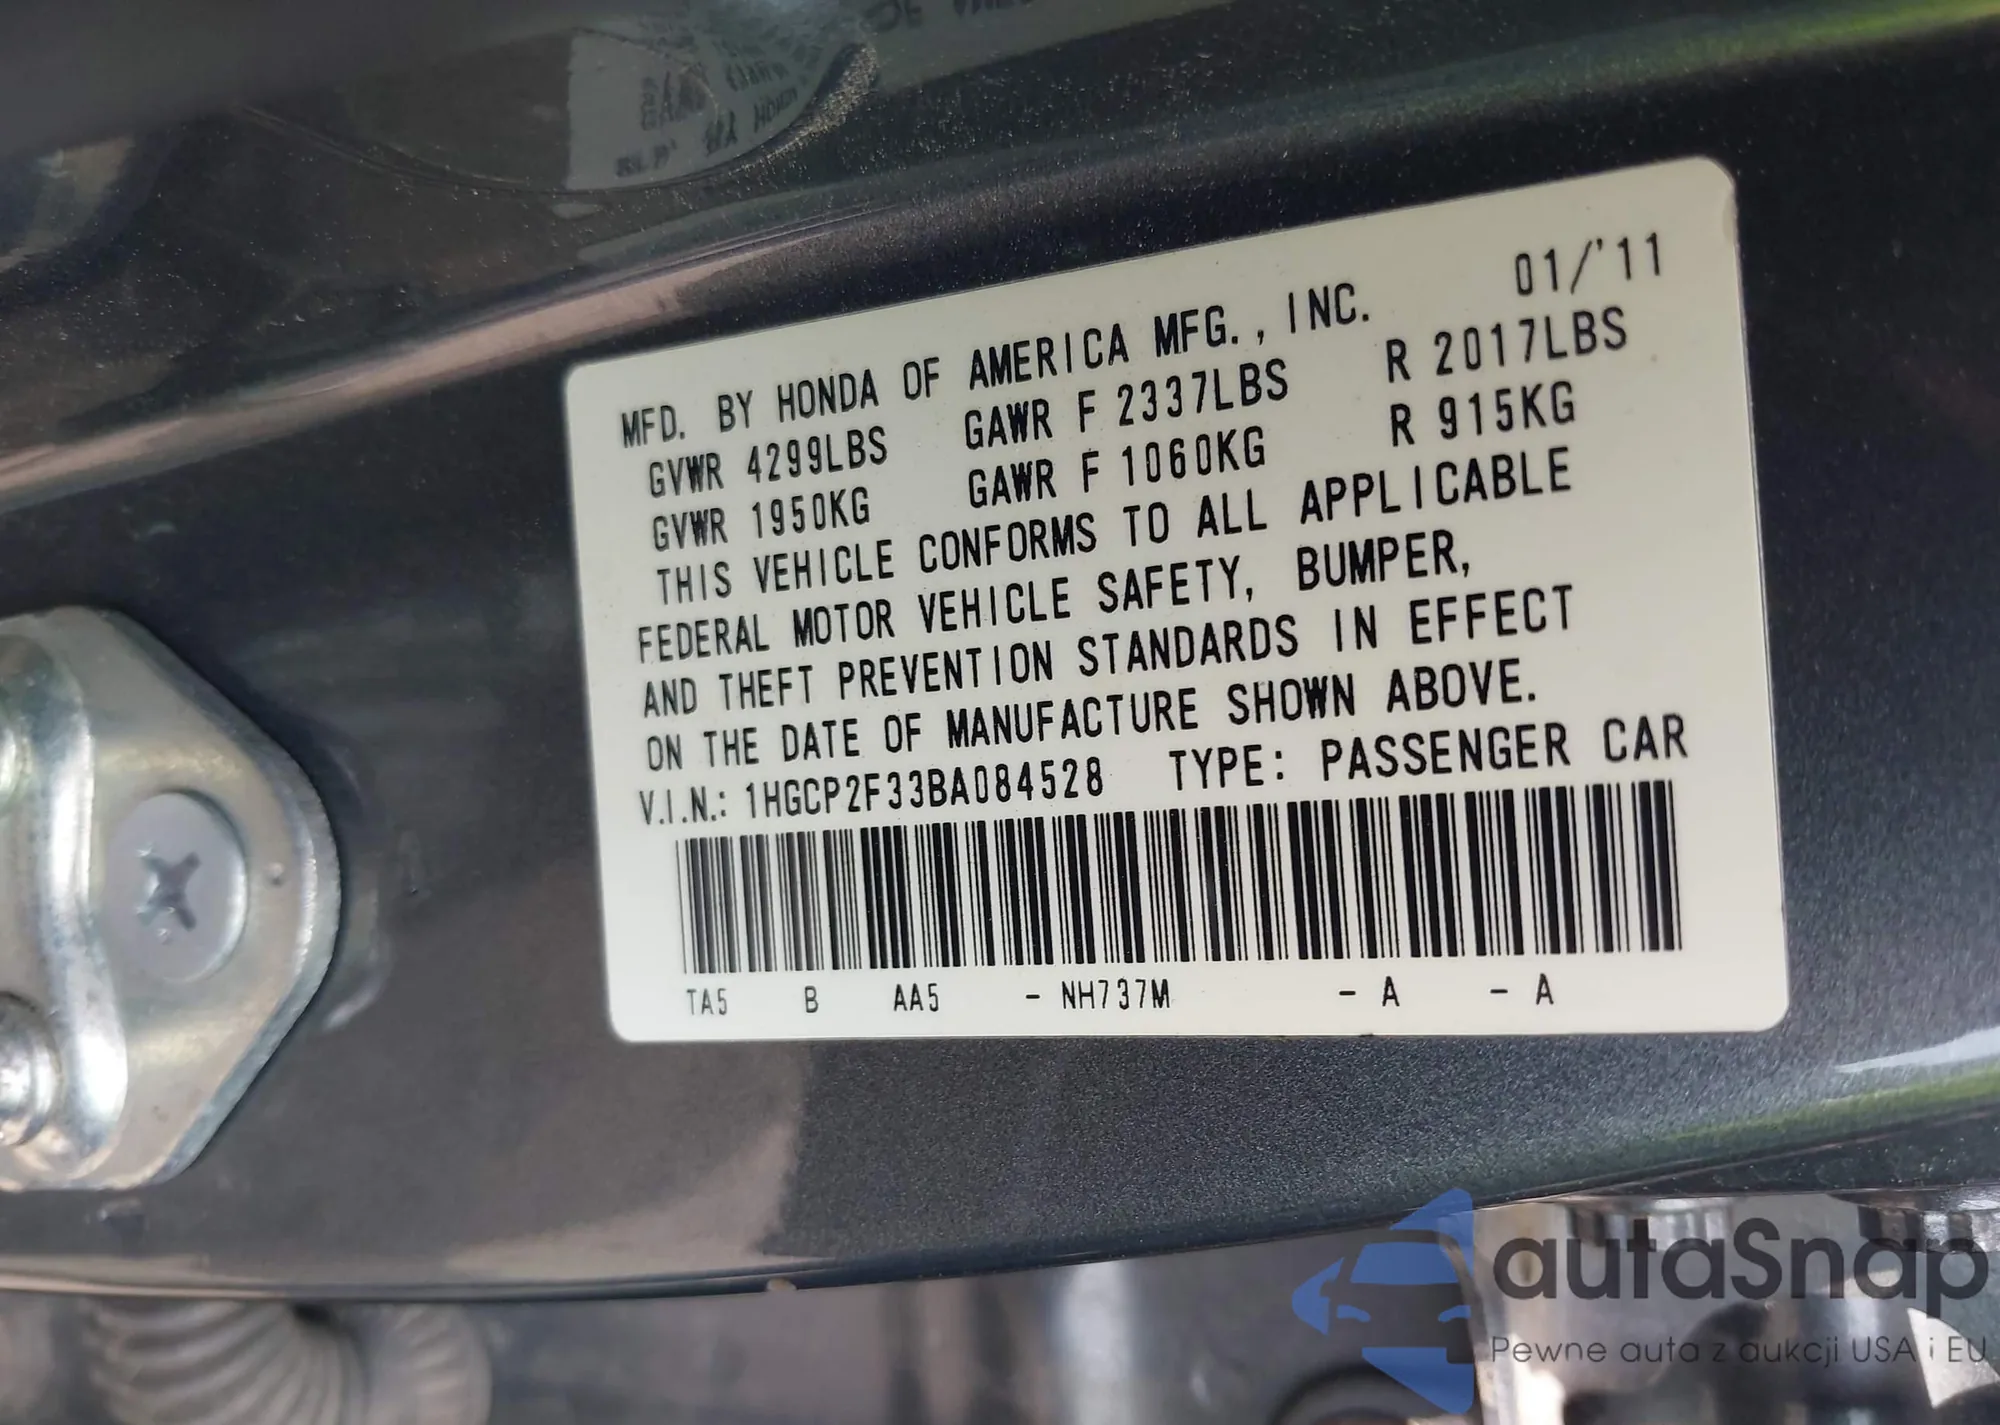 MFD. BY HONDA OF AMERICA MFG., INC. 01/'11
GVWR 4299LBS GAWR F 2337LBS R 2017LBS
GVWR 1950KG GAWR F 1060KG R 915KG
THIS VEHICLE CONFORMS TO ALL APPLICABLE
FEDERAL MOTOR VEHICLE SAFETY, BUMPER,
AND THEFT PREVENTION STANDARDS IN EFFECT
ON THE DATE OF MANUFACTURE SHOWN ABOVE.
V.I.N.: 1HGCP2F33BA084528 TYPE: PASSENGER CAR
TA5 B AA5 - NH737M - A - A
autaSnap
Pewne auta z aukcji USA i EU